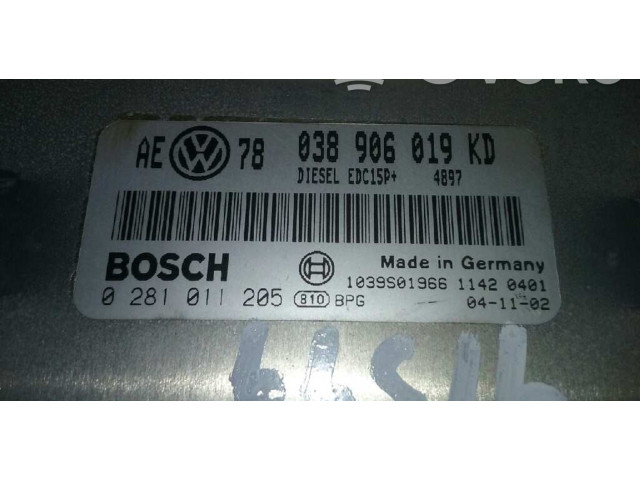 AE VW 78 038 906 019 KD
DIESEL EDC15P+ 4897
BOSCH Made in Germany
1039S01966 1142 0401
0 281 011 205 810 BPG 04-11-02